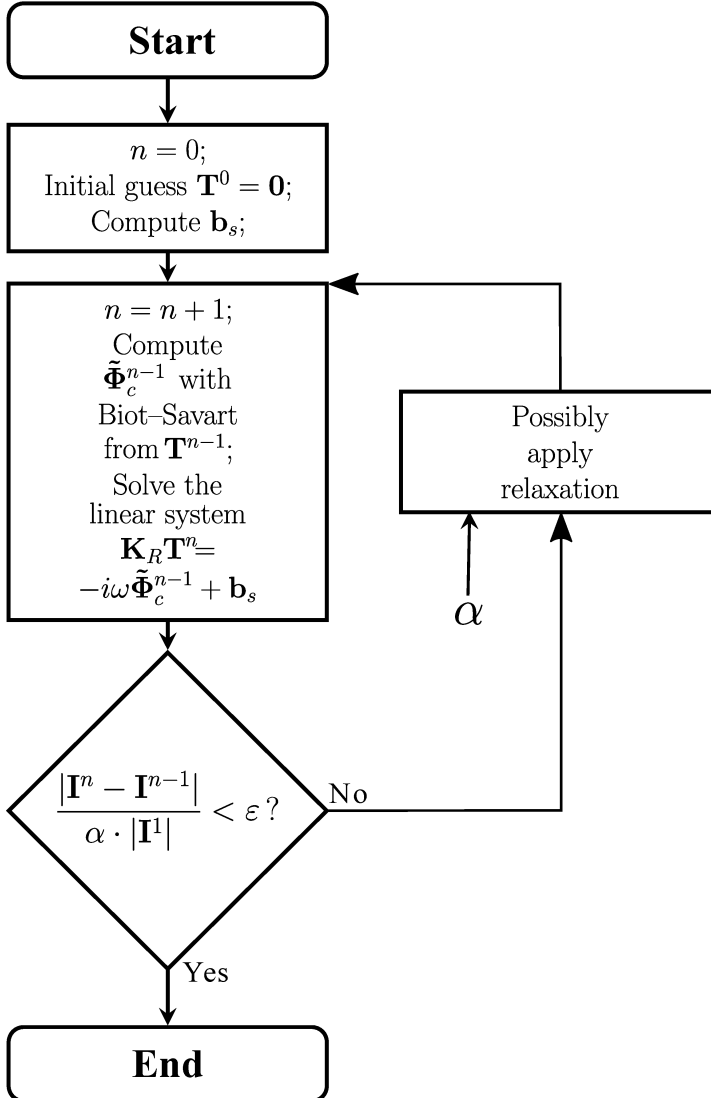 Start
n = 0;
Initial guess T⁰ = 0;
Compute b_s;
n = n + 1;
Compute
Φ̃_c^{n−1} with
Biot–Savart
from T^{n−1};
Solve the
linear system
K_R T^n =
−iωΦ̃_c^{n−1} + b_s
|I^n − I^{n−1}| / (α · |I^1|) < ε ?
No
Possibly
apply
relaxation
α
Yes
End